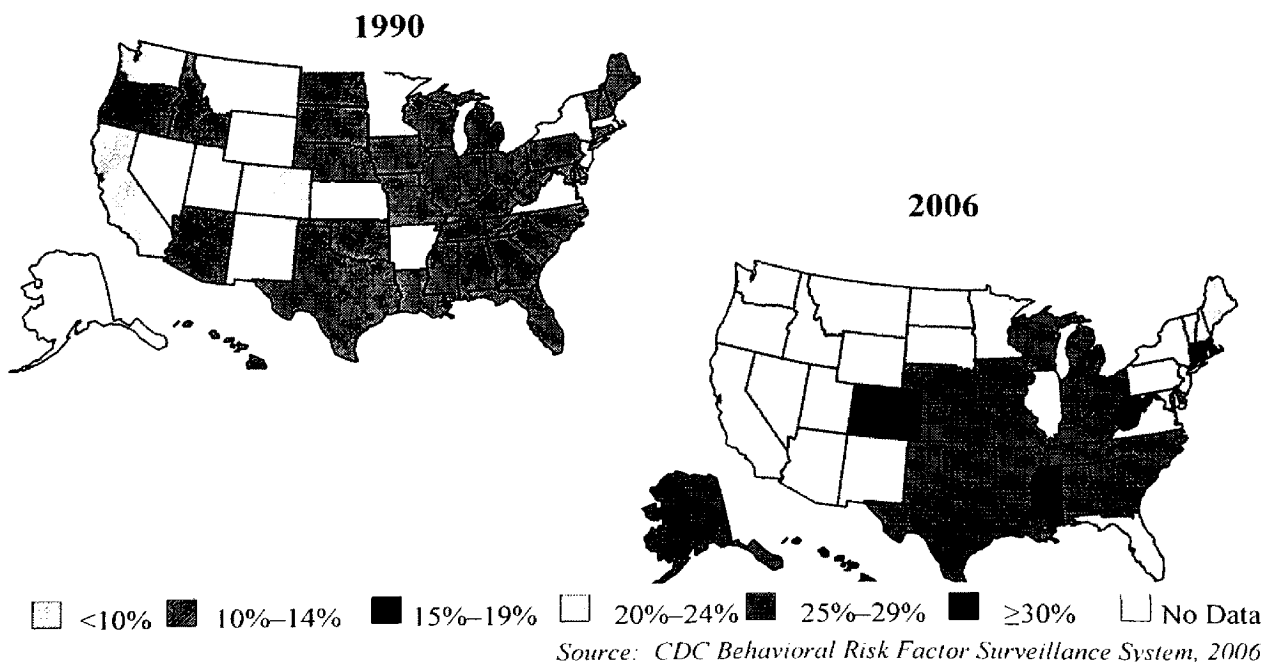 1990
2006
<10% 10%–14% 15%–19% 20%–24% 25%–29% ≥30% No Data
Source: CDC Behavioral Risk Factor Surveillance System, 2006